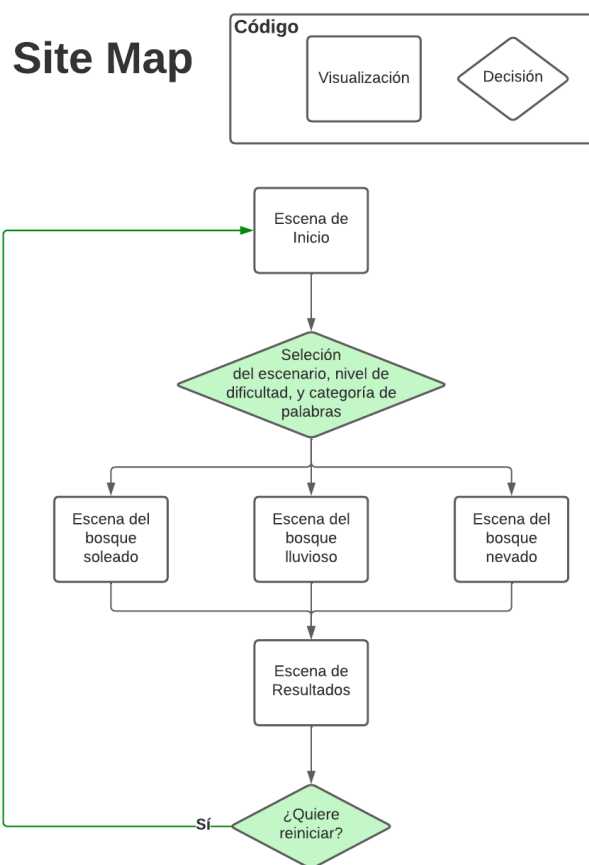 Site Map
Código
Visualización
Decisión
Escena de
Inicio
Seleción
del escenario, nivel de
dificultad, y categoría de
palabras
Escena del
bosque
soleado
Escena del
bosque
lluvioso
Escena del
bosque
nevado
Escena de
Resultados
¿Quiere
reiniciar?
Sí